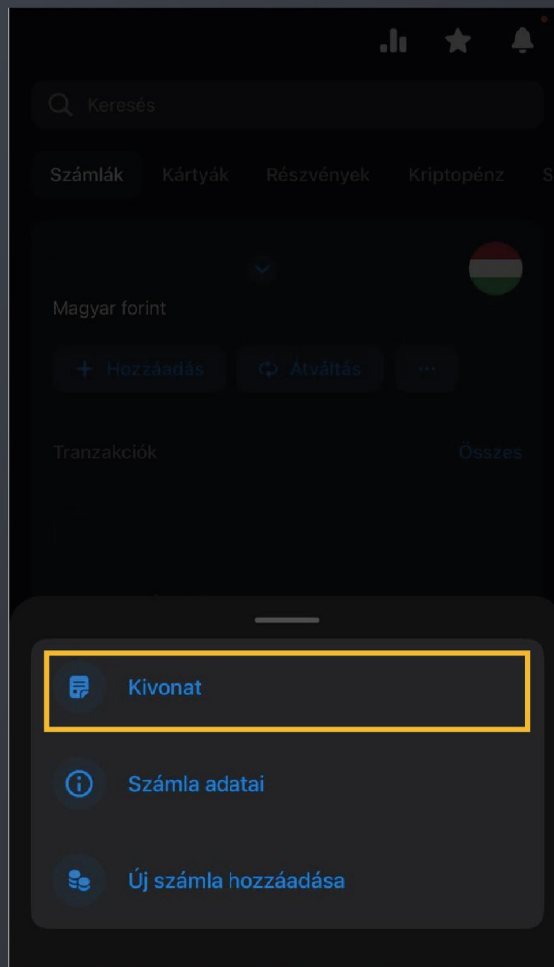 Keresés
Számlák Kártyák Részvények Kriptopénz S
Magyar forint
+ Hozzáadás Átváltás ...
Tranzakciók Összes
Kivonat
Számla adatai
Új számla hozzáadása